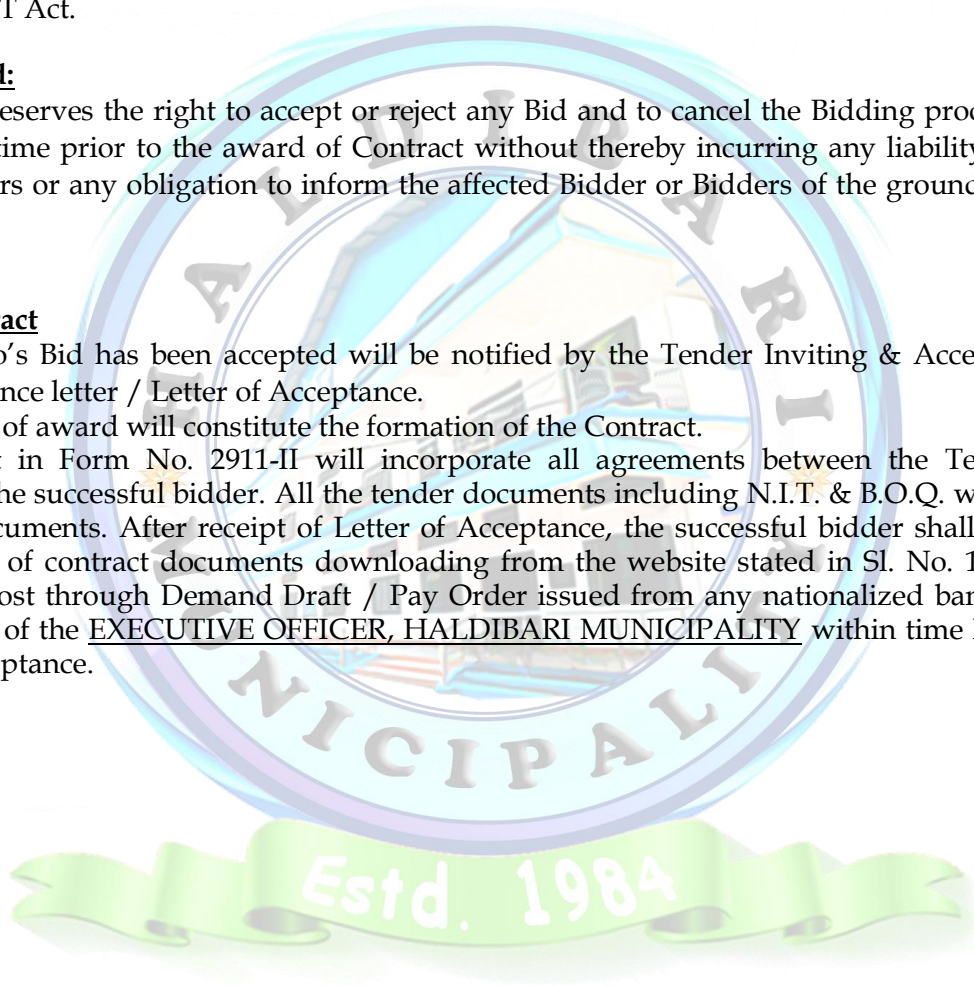 T Act.
d:
eserves the right to accept or reject any Bid and to cancel the Bidding proc
time prior to the award of Contract without thereby incurring any liability
rs or any obligation to inform the affected Bidder or Bidders of the ground
act
o's Bid has been accepted will be notified by the Tender Inviting & Acce
nce letter / Letter of Acceptance.
of award will constitute the formation of the Contract.
t in Form No. 2911-II will incorporate all agreements between the Te
he successful bidder. All the tender documents including N.I.T. & B.O.Q. w
cuments. After receipt of Letter of Acceptance, the successful bidder shall
of contract documents downloading from the website stated in Sl. No. 1
ost through Demand Draft / Pay Order issued from any nationalized ban
of the EXECUTIVE OFFICER, HALDIBARI MUNICIPALITY within time
ptance.
HALDIBARI MUNICIPALITY
Estd. 1984